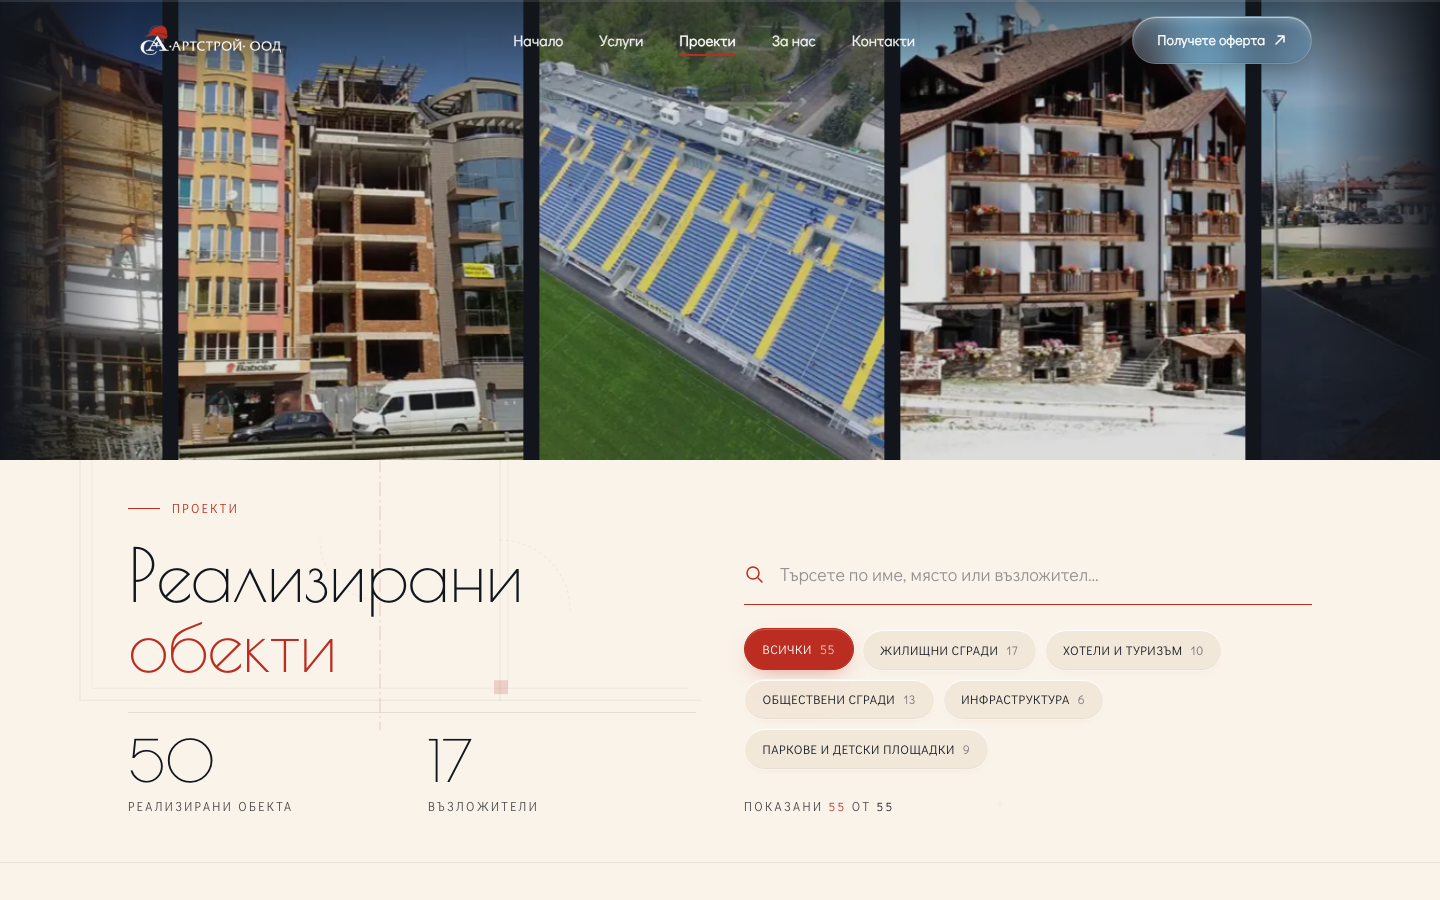 АРТСТРОЙ· ООД
Начало
Услуги
Проекти
За нас
Контакти
Получете оферта
Babolat
ПРОЕКТИ
Реализирани
обекти
50
РЕАЛИЗИРАНИ ОБЕКТА
17
ВЪЗЛОЖИТЕЛИ
Търсете по име, място или възложител...
ВСИЧКИ 55
ЖИЛИЩНИ СГРАДИ 17
ХОТЕЛИ И ТУРИЗЪМ 10
ОБЩЕСТВЕНИ СГРАДИ 13
ИНФРАСТРУКТУРА 6
ПАРКОВЕ И ДЕТСКИ ПЛОЩАДКИ 9
ПОКАЗАНИ 55 ОТ 55